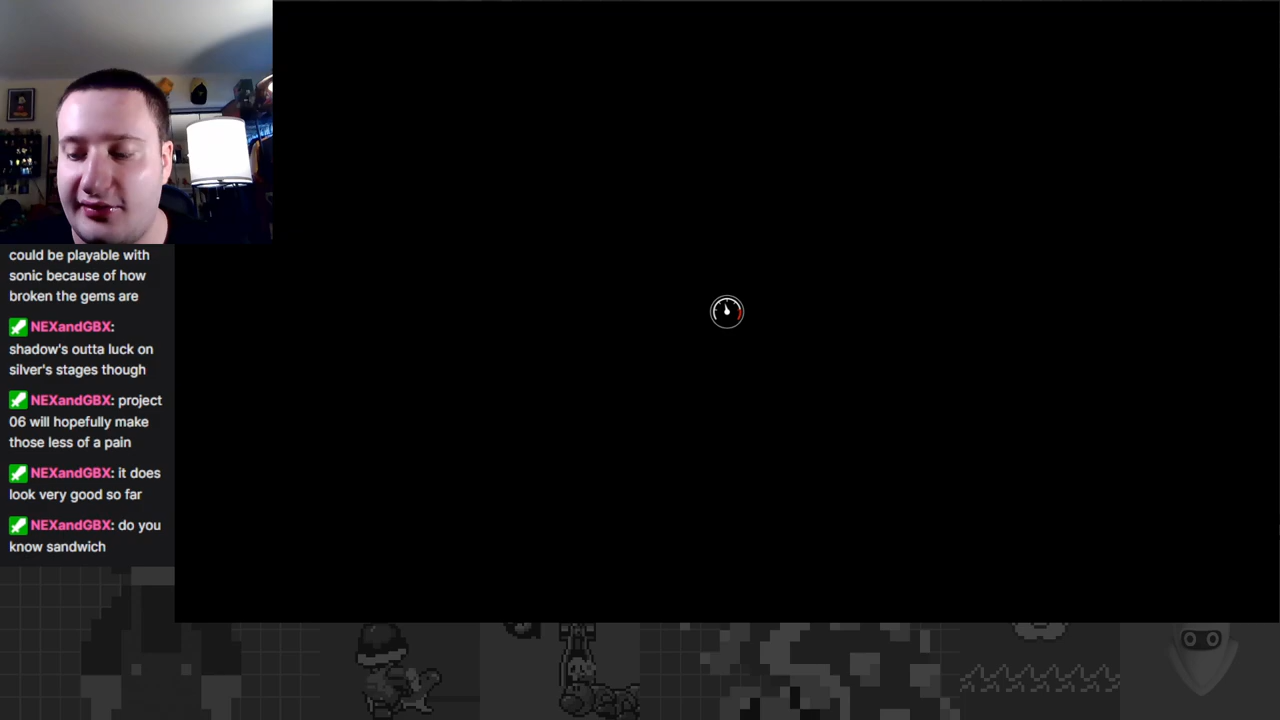 could be playable with
sonic because of how
broken the gems are
NEXandGBX:
shadow's outta luck on
silver's stages though
NEXandGBX: project
06 will hopefully make
those less of a pain
NEXandGBX: it does
look very good so far
NEXandGBX: do you
know sandwich